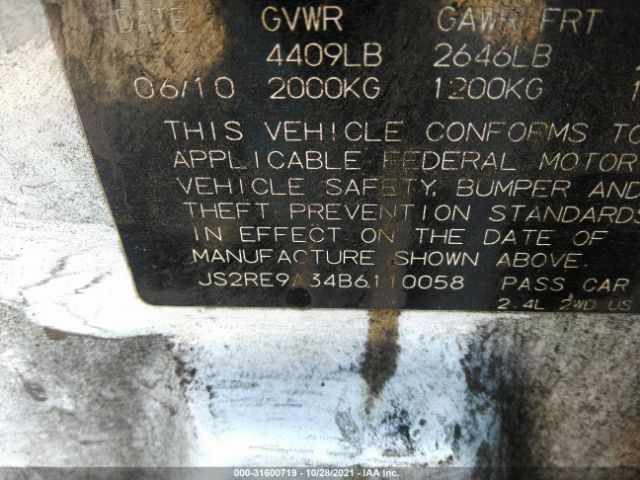 DATE GVWR GAWR FRT
4409LB 2646LB
06/10 2000KG 1200KG 1
THIS VEHICLE CONFORMS TO
APPLICABLE FEDERAL MOTOR
VEHICLE SAFETY, BUMPER AND
THEFT PREVENTION STANDARDS
IN EFFECT ON THE DATE OF
MANUFACTURE SHOWN ABOVE.
JS2RE9A34B6110058 PASS CAR
2.4L 2WD US
000-31600719 | 10/28/2021 - IAA Inc.